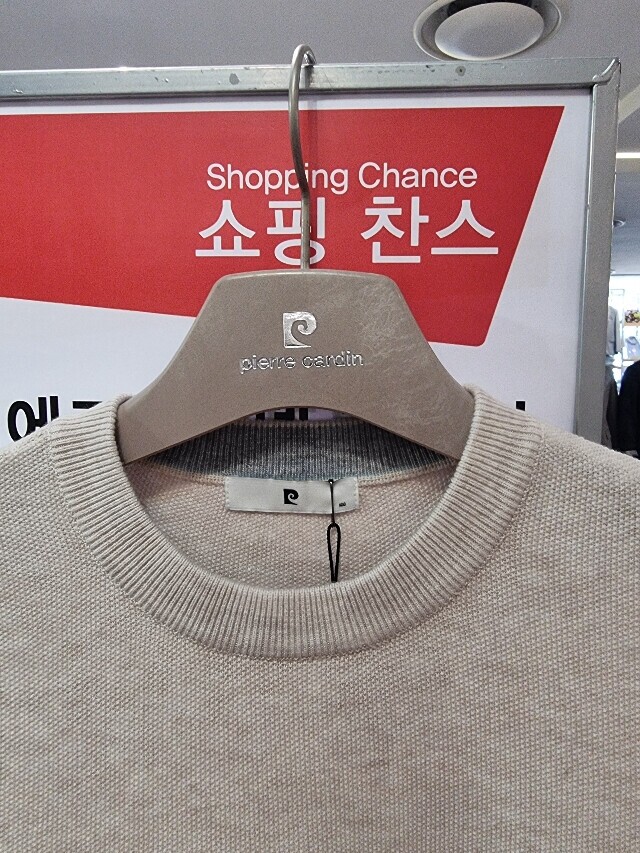 Shopping Chance
쇼핑 찬스
pierre cardin